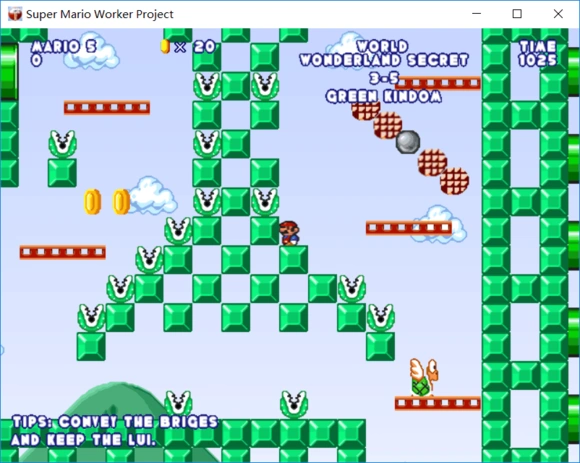 Super Mario Worker Project
MARIO 5
0
× 20
WORLD
WONDERLAND SECRET
3-5
GREEN KINDOM
TIME
1025
TIPS: CONVEY THE BRIGES
AND KEEP THE LUI.